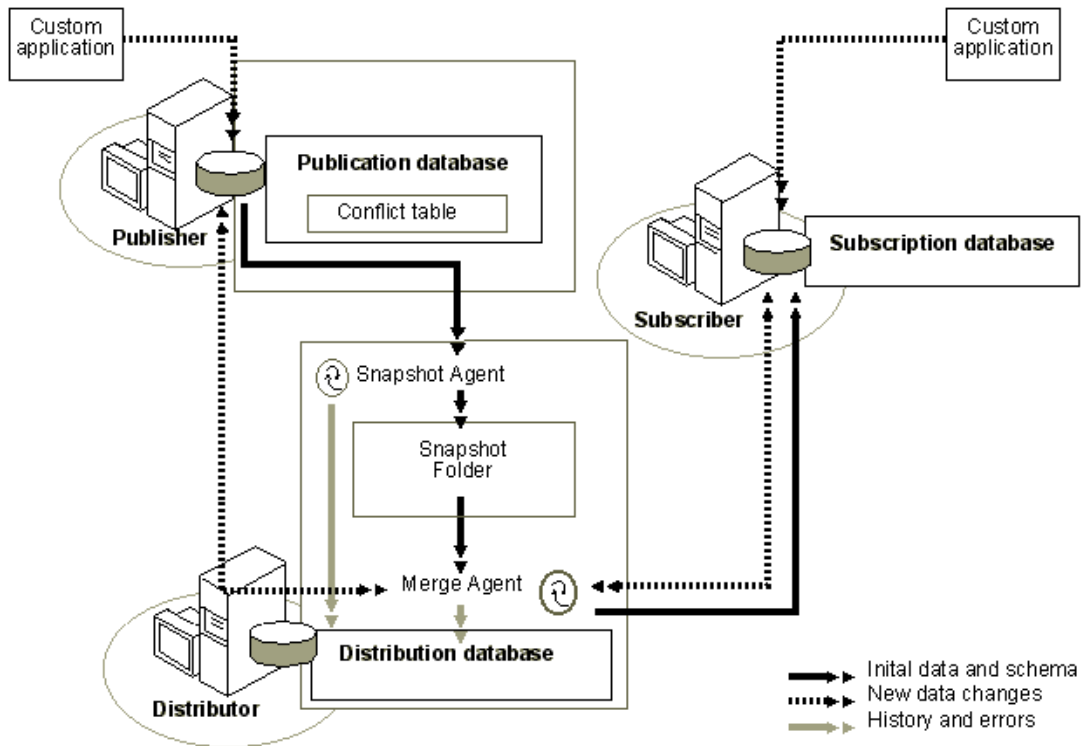 Custom
application
Custom
application
Publication database
Conflict table
Publisher
Subscription database
Subscriber
Snapshot Agent
Snapshot
Folder
Merge Agent
Distribution database
Distributor
Inital data and schema
New data changes
History and errors